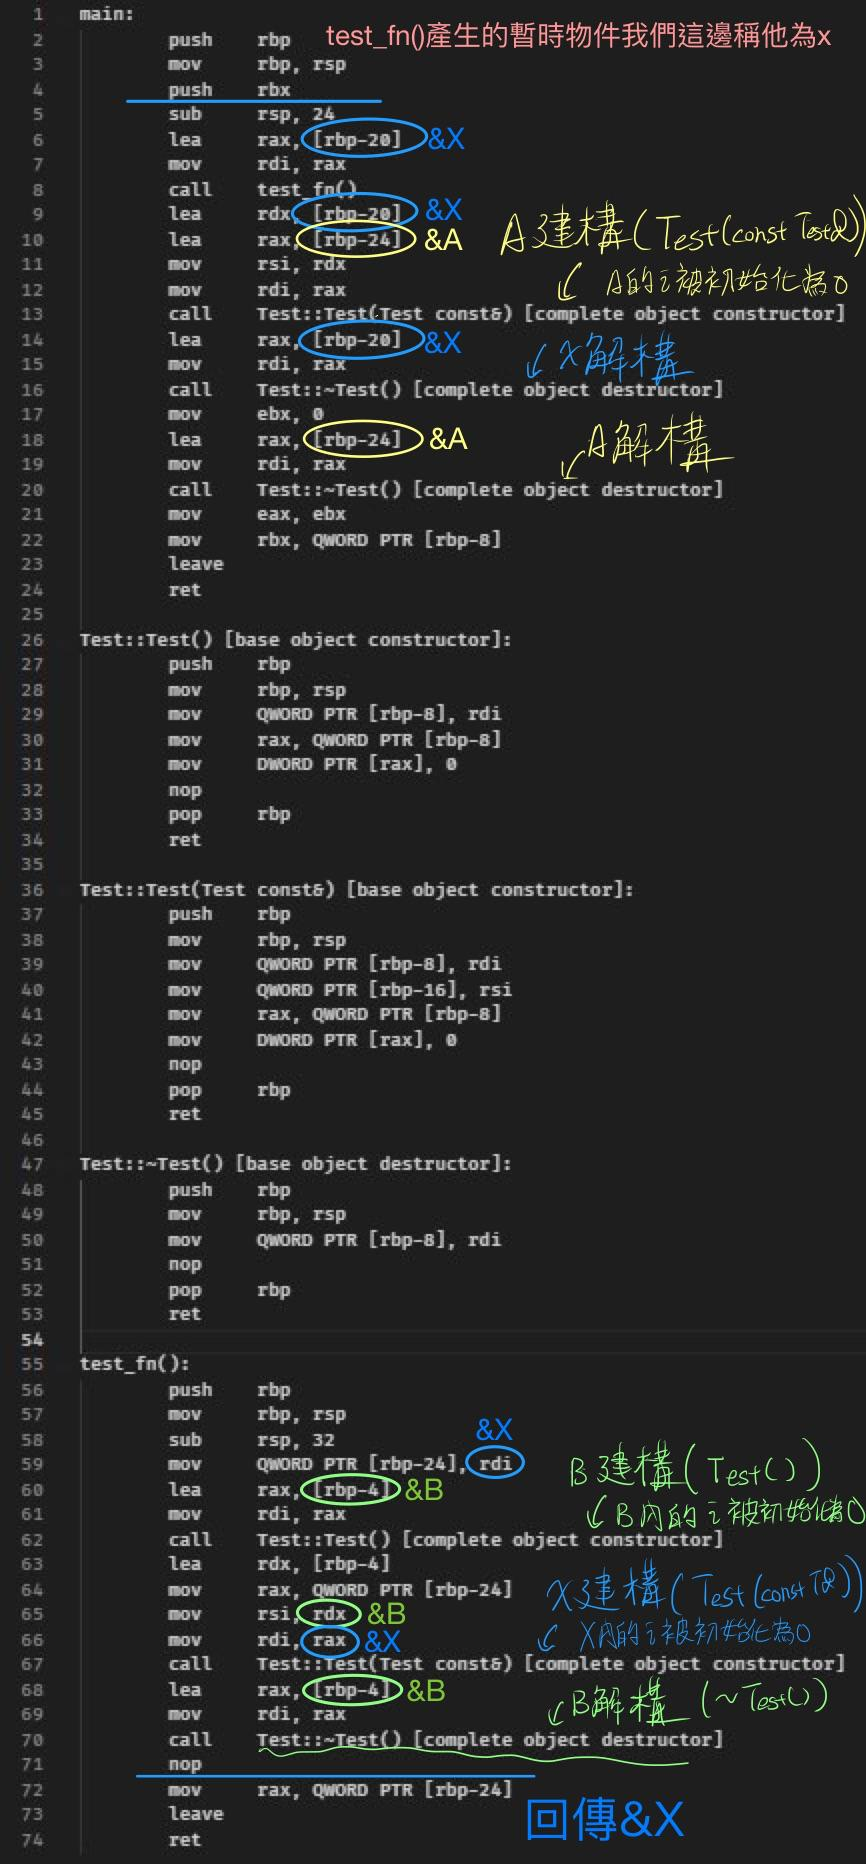 1 main:
test_fn()產生的暫時物件我們這邊稱他為x
2 push rbp
3 mov rbp, rsp
4 push rbx
5 sub rsp, 24
6 lea rax, [rbp-20] &X
7 mov rdi, rax
8 call test_fn()
9 lea rdx, [rbp-20] &X
10 lea rax, [rbp-24] &A
A建構(Test(const Test&))
11 mov rsi, rdx
12 mov rdi, rax
A的i被初始化為0
13 call Test::Test(Test const&) [complete object constructor]
14 lea rax, [rbp-20] &X
15 mov rdi, rax
X解構
16 call Test::~Test() [complete object destructor]
17 mov ebx, 0
18 lea rax, [rbp-24] &A
A解構
19 mov rdi, rax
20 call Test::~Test() [complete object destructor]
21 mov eax, ebx
22 mov rbx, QWORD PTR [rbp-8]
23 leave
24 ret
25
26 Test::Test() [base object constructor]:
27 push rbp
28 mov rbp, rsp
29 mov QWORD PTR [rbp-8], rdi
30 mov rax, QWORD PTR [rbp-8]
31 mov DWORD PTR [rax], 0
32 nop
33 pop rbp
34 ret
35
36 Test::Test(Test const&) [base object constructor]:
37 push rbp
38 mov rbp, rsp
39 mov QWORD PTR [rbp-8], rdi
40 mov QWORD PTR [rbp-16], rsi
41 mov rax, QWORD PTR [rbp-8]
42 mov DWORD PTR [rax], 0
43 nop
44 pop rbp
45 ret
46
47 Test::~Test() [base object destructor]:
48 push rbp
49 mov rbp, rsp
50 mov QWORD PTR [rbp-8], rdi
51 nop
52 pop rbp
53 ret
54
55 test_fn():
56 push rbp
57 mov rbp, rsp
58 sub rsp, 32
&X
59 mov QWORD PTR [rbp-24], rdi
B建構(Test())
60 lea rax, [rbp-4] &B
61 mov rdi, rax
B內的i被初始化為0
62 call Test::Test() [complete object constructor]
63 lea rdx, [rbp-4]
64 mov rax, QWORD PTR [rbp-24]
X建構(Test(const T&))
65 mov rsi, rdx &B
66 mov rdi, rax &X
X內的i被初始化為0
67 call Test::Test(Test const&) [complete object constructor]
68 lea rax, [rbp-4] &B
B解構(~Test())
69 mov rdi, rax
70 call Test::~Test() [complete object destructor]
71 nop
72 mov rax, QWORD PTR [rbp-24]
73 leave
回傳&X
74 ret